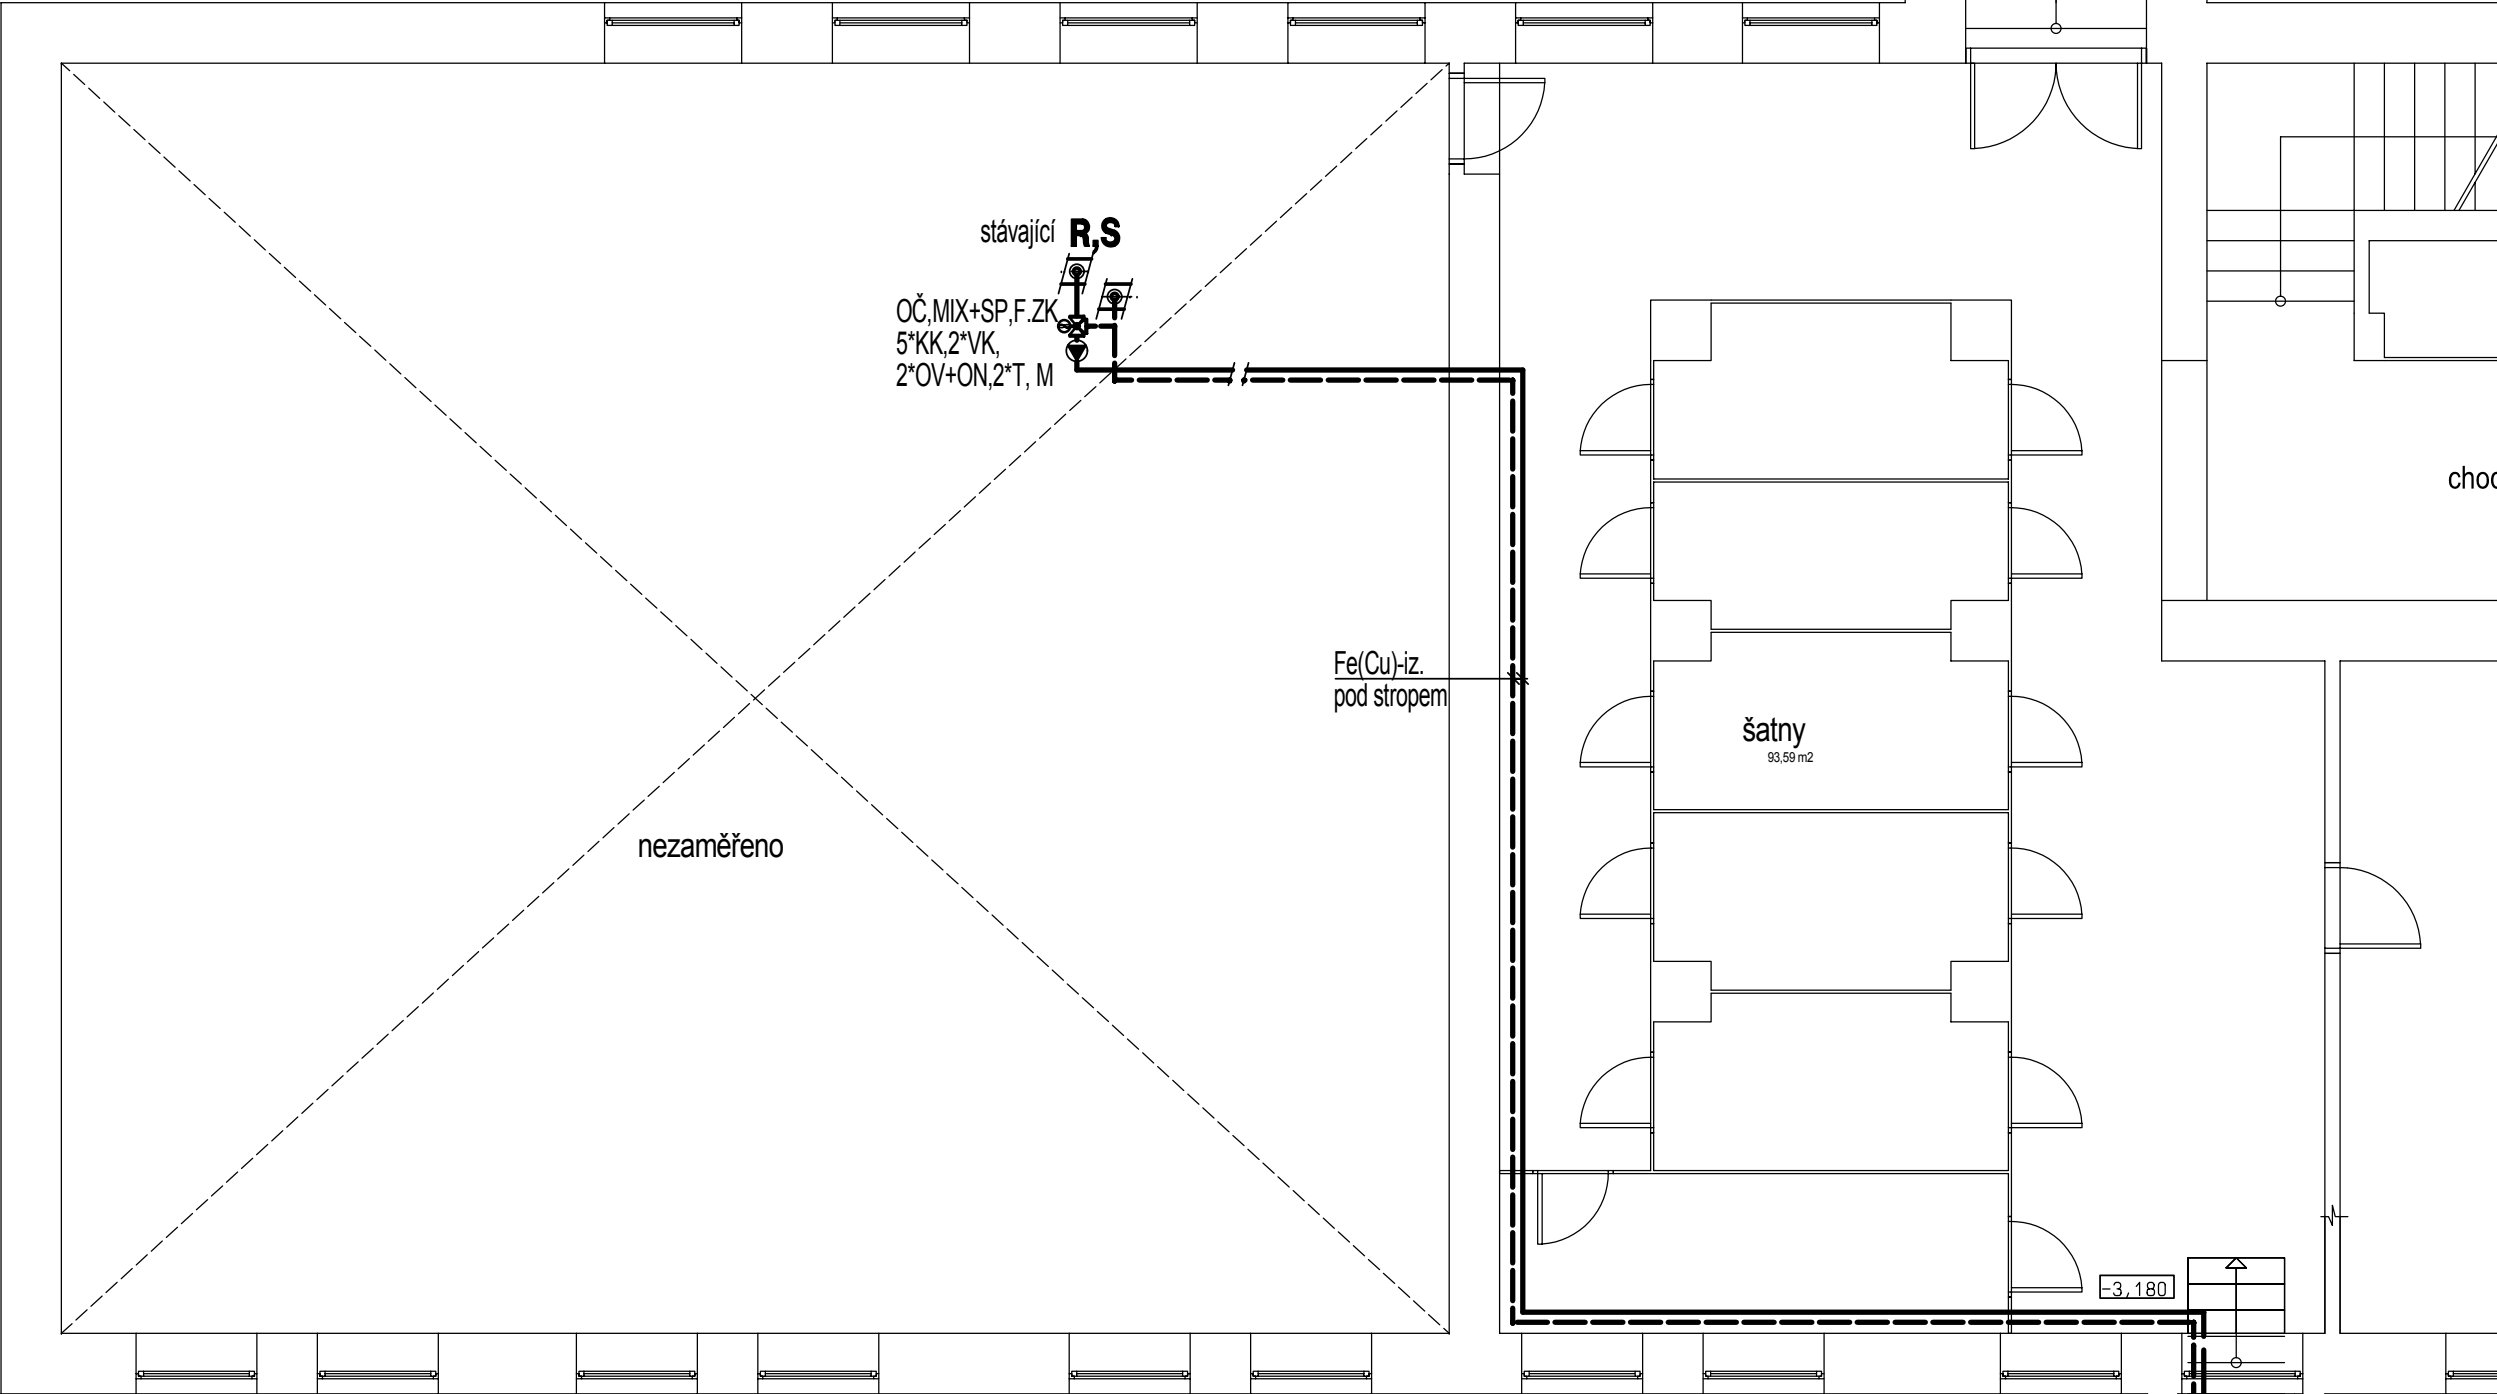 stávající R,S
OČ,MIX+SP,F.ZK
5*KK,2*VK,
2*OV+ON,2*T, M
choc
Fe(Cu)-iz.
pod stropem
šatny
93,59 m2
nezaměřeno
-3,180